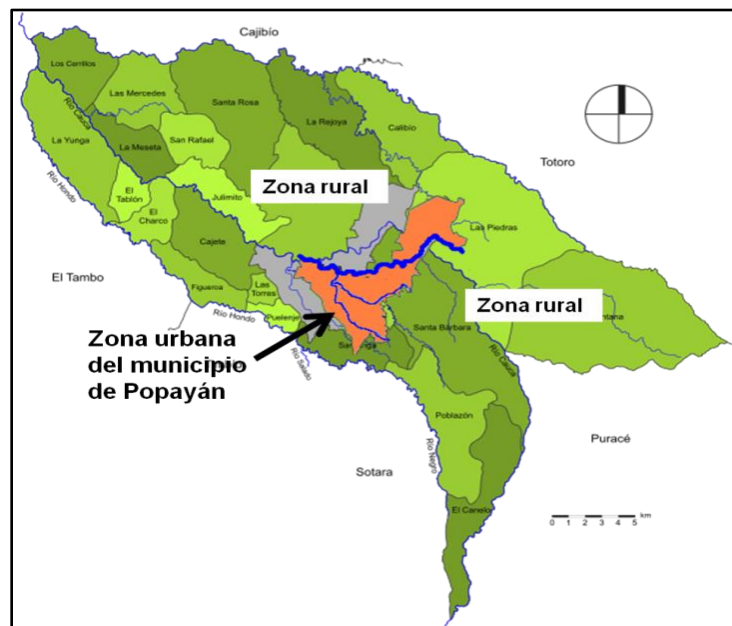 Cajibío
Los Cerrillos
Las Mercedes
Santa Rosa
La Rejoya
Calibío
Río Cauca
La Yunga
La Meseta
San Rafael
Totoro
Zona rural
El
Tablón
Julimito
Río Hondo
El
Charco
Las Piedras
Cajete
El Tambo
Figueroa
Las
Torres
Zona rural
Río Hondo
Puelenje
Santa Bárbara
Río Cauca
Zona urbana
del municipio
de Popayán
Río Salado
Poblazón
Puracé
Río Negro
Sotara
El Canelo
0 1 2 3 4 5 km